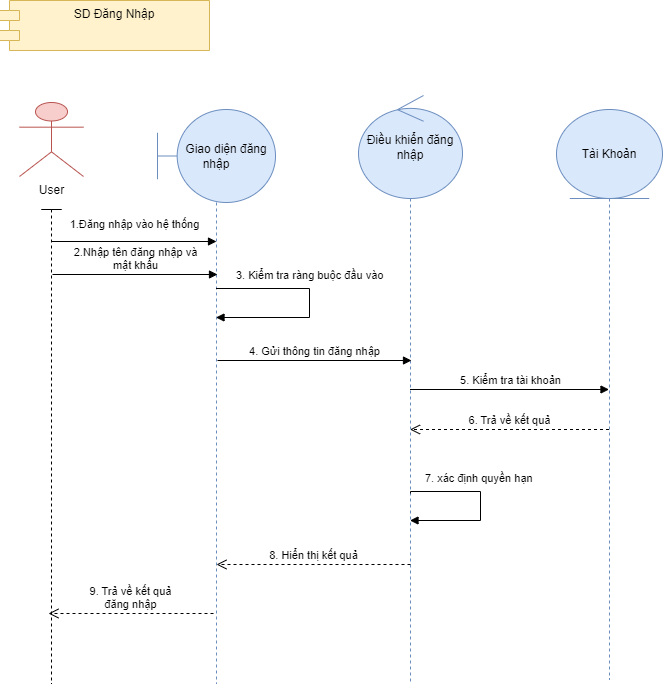 SD Đăng Nhập
User
Giao diện đăng
nhập
Điều khiển đăng
nhập
Tài Khoản
1.Đăng nhập vào hệ thống
2.Nhập tên đăng nhập và
mật khẩu
3. Kiểm tra ràng buộc đầu vào
4. Gửi thông tin đăng nhập
5. Kiểm tra tài khoản
6. Trả về kết quả
7. xác định quyền hạn
8. Hiển thị kết quả
9. Trả về kết quả
đăng nhập